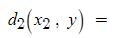 d₂(x₂ , y) =